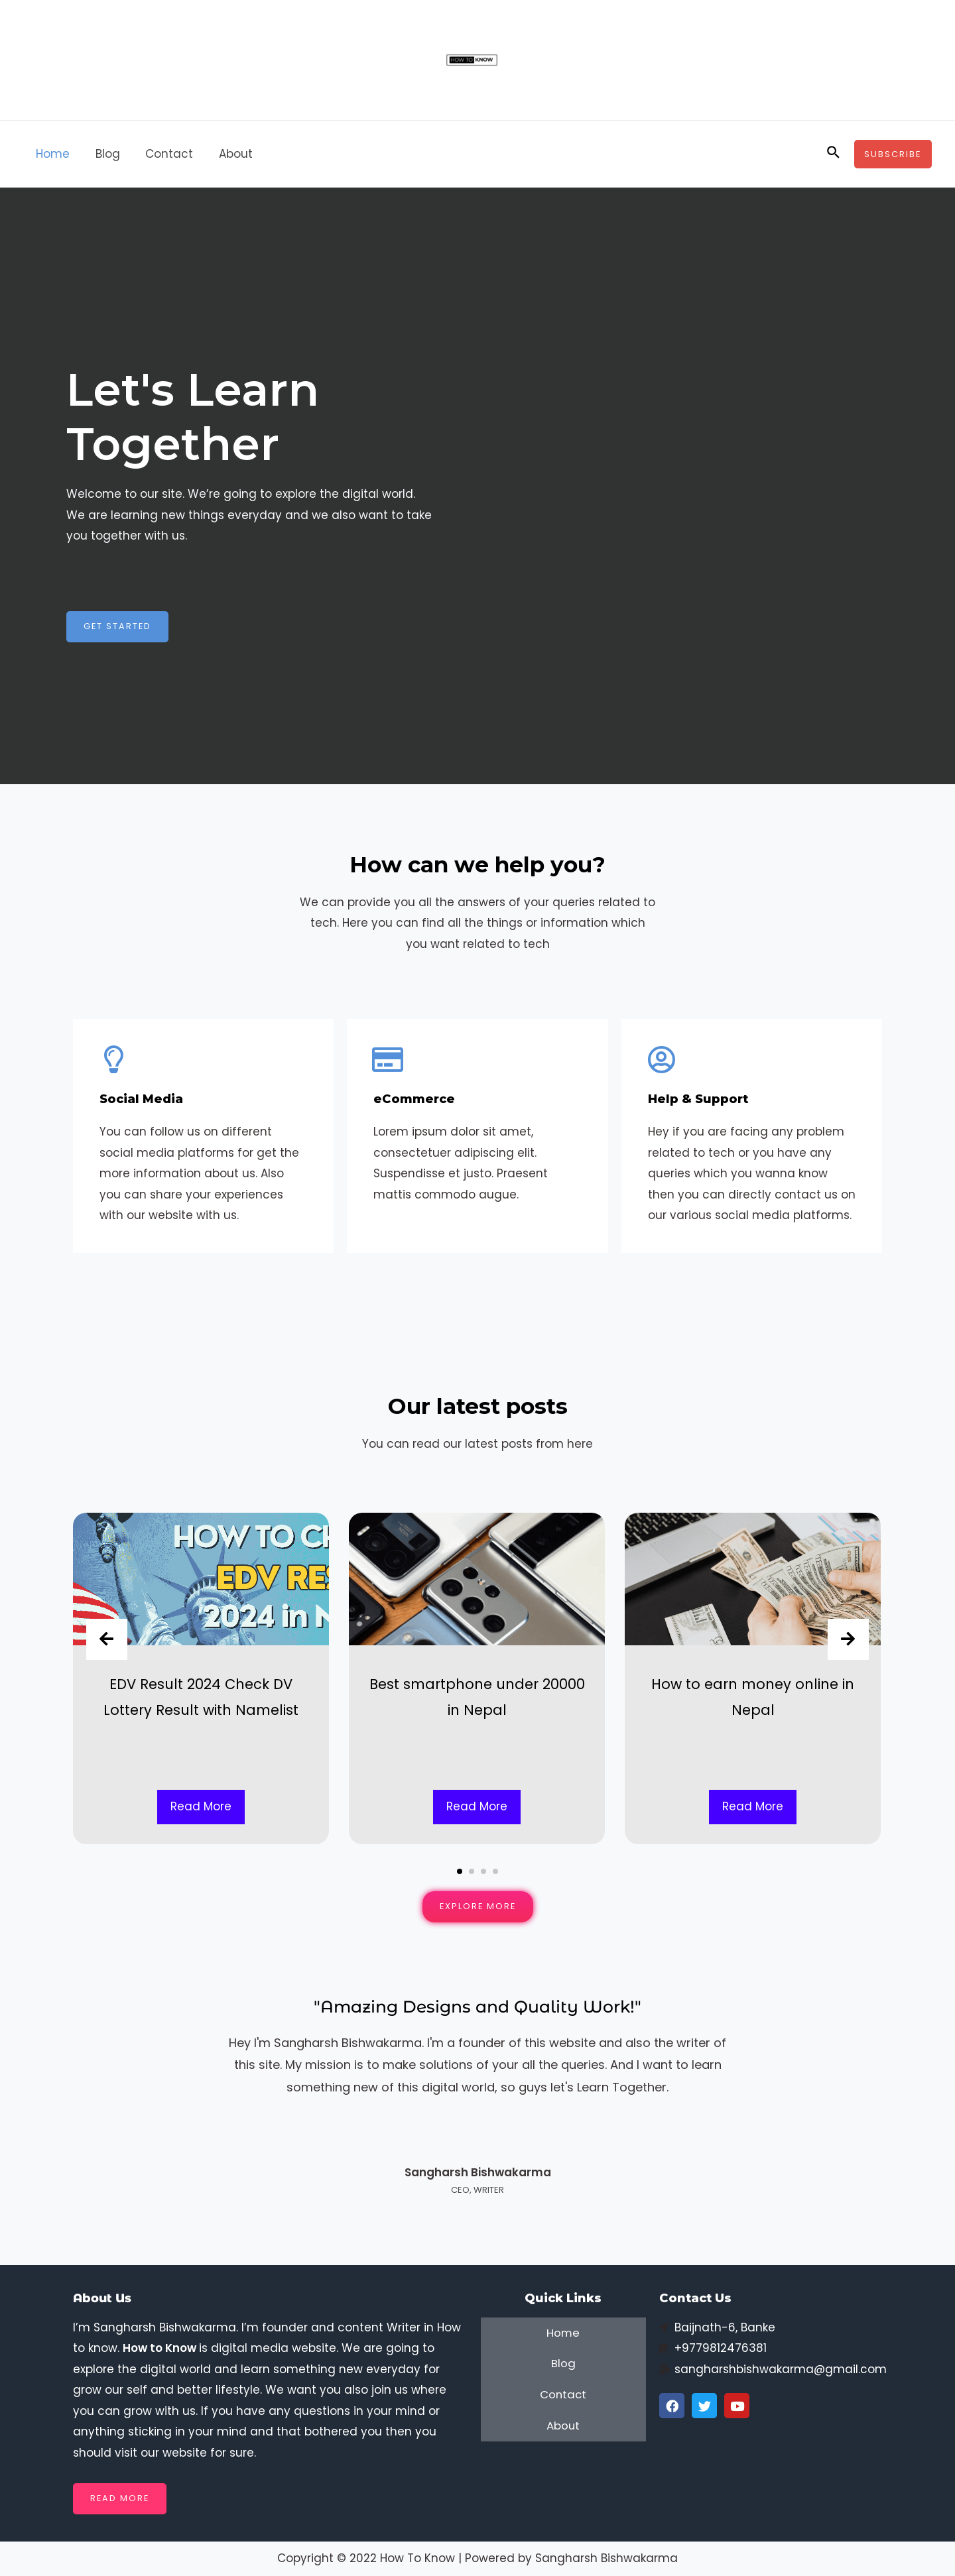 HOW TO KNOW
Home Blog Contact About SUBSCRIBE
Let's Learn
Together
Welcome to our site. We’re going to explore the digital world.
We are learning new things everyday and we also want to take
you together with us.
GET STARTED
How can we help you?
We can provide you all the answers of your queries related to
tech. Here you can find all the things or information which
you want related to tech
Social Media
You can follow us on different
social media platforms for get the
more information about us. Also
you can share your experiences
with our website with us.
eCommerce
Lorem ipsum dolor sit amet,
consectetuer adipiscing elit.
Suspendisse et justo. Praesent
mattis commodo augue.
Help & Support
Hey if you are facing any problem
related to tech or you have any
queries which you wanna know
then you can directly contact us on
our various social media platforms.
Our latest posts
You can read our latest posts from here
HOW TO CH
EDV RES
2024 in N
EDV Result 2024 Check DV
Lottery Result with Namelist
Read More
Best smartphone under 20000
in Nepal
Read More
How to earn money online in
Nepal
Read More
EXPLORE MORE
"Amazing Designs and Quality Work!"
Hey I'm Sangharsh Bishwakarma. I'm a founder of this website and also the writer of
this site. My mission is to make solutions of your all the queries. And I want to learn
something new of this digital world, so guys let's Learn Together.
Sangharsh Bishwakarma
CEO, WRITER
About Us
I’m Sangharsh Bishwakarma. I’m founder and content Writer in How
to know. How to Know is digital media website. We are going to
explore the digital world and learn something new everyday for
grow our self and better lifestyle. We want you also join us where
you can grow with us. If you have any questions in your mind or
anything sticking in your mind and that bothered you then you
should visit our website for sure.
READ MORE
Quick Links
Home
Blog
Contact
About
Contact Us
Baijnath-6, Banke
+9779812476381
sangharshbishwakarma@gmail.com
Copyright © 2022 How To Know | Powered by Sangharsh Bishwakarma